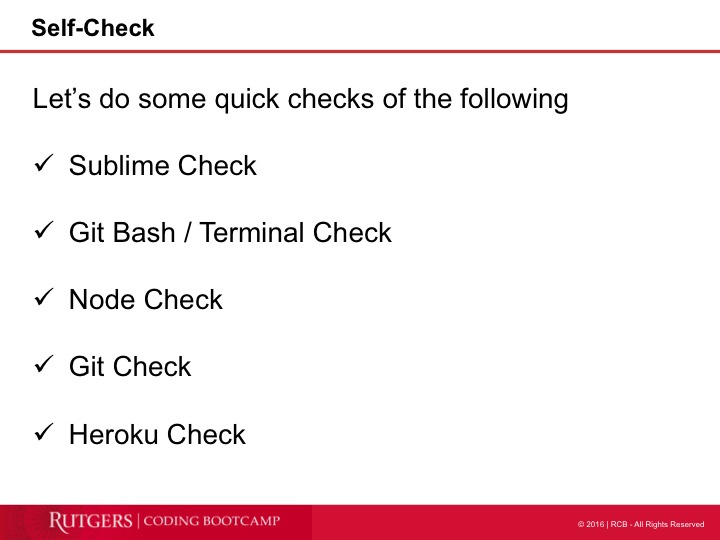 Self-Check
Let’s do some quick checks of the following
✓ Sublime Check
✓ Git Bash / Terminal Check
✓ Node Check
✓ Git Check
✓ Heroku Check
RUTGERS | CODING BOOTCAMP
© 2016 | RCB - All Rights Reserved